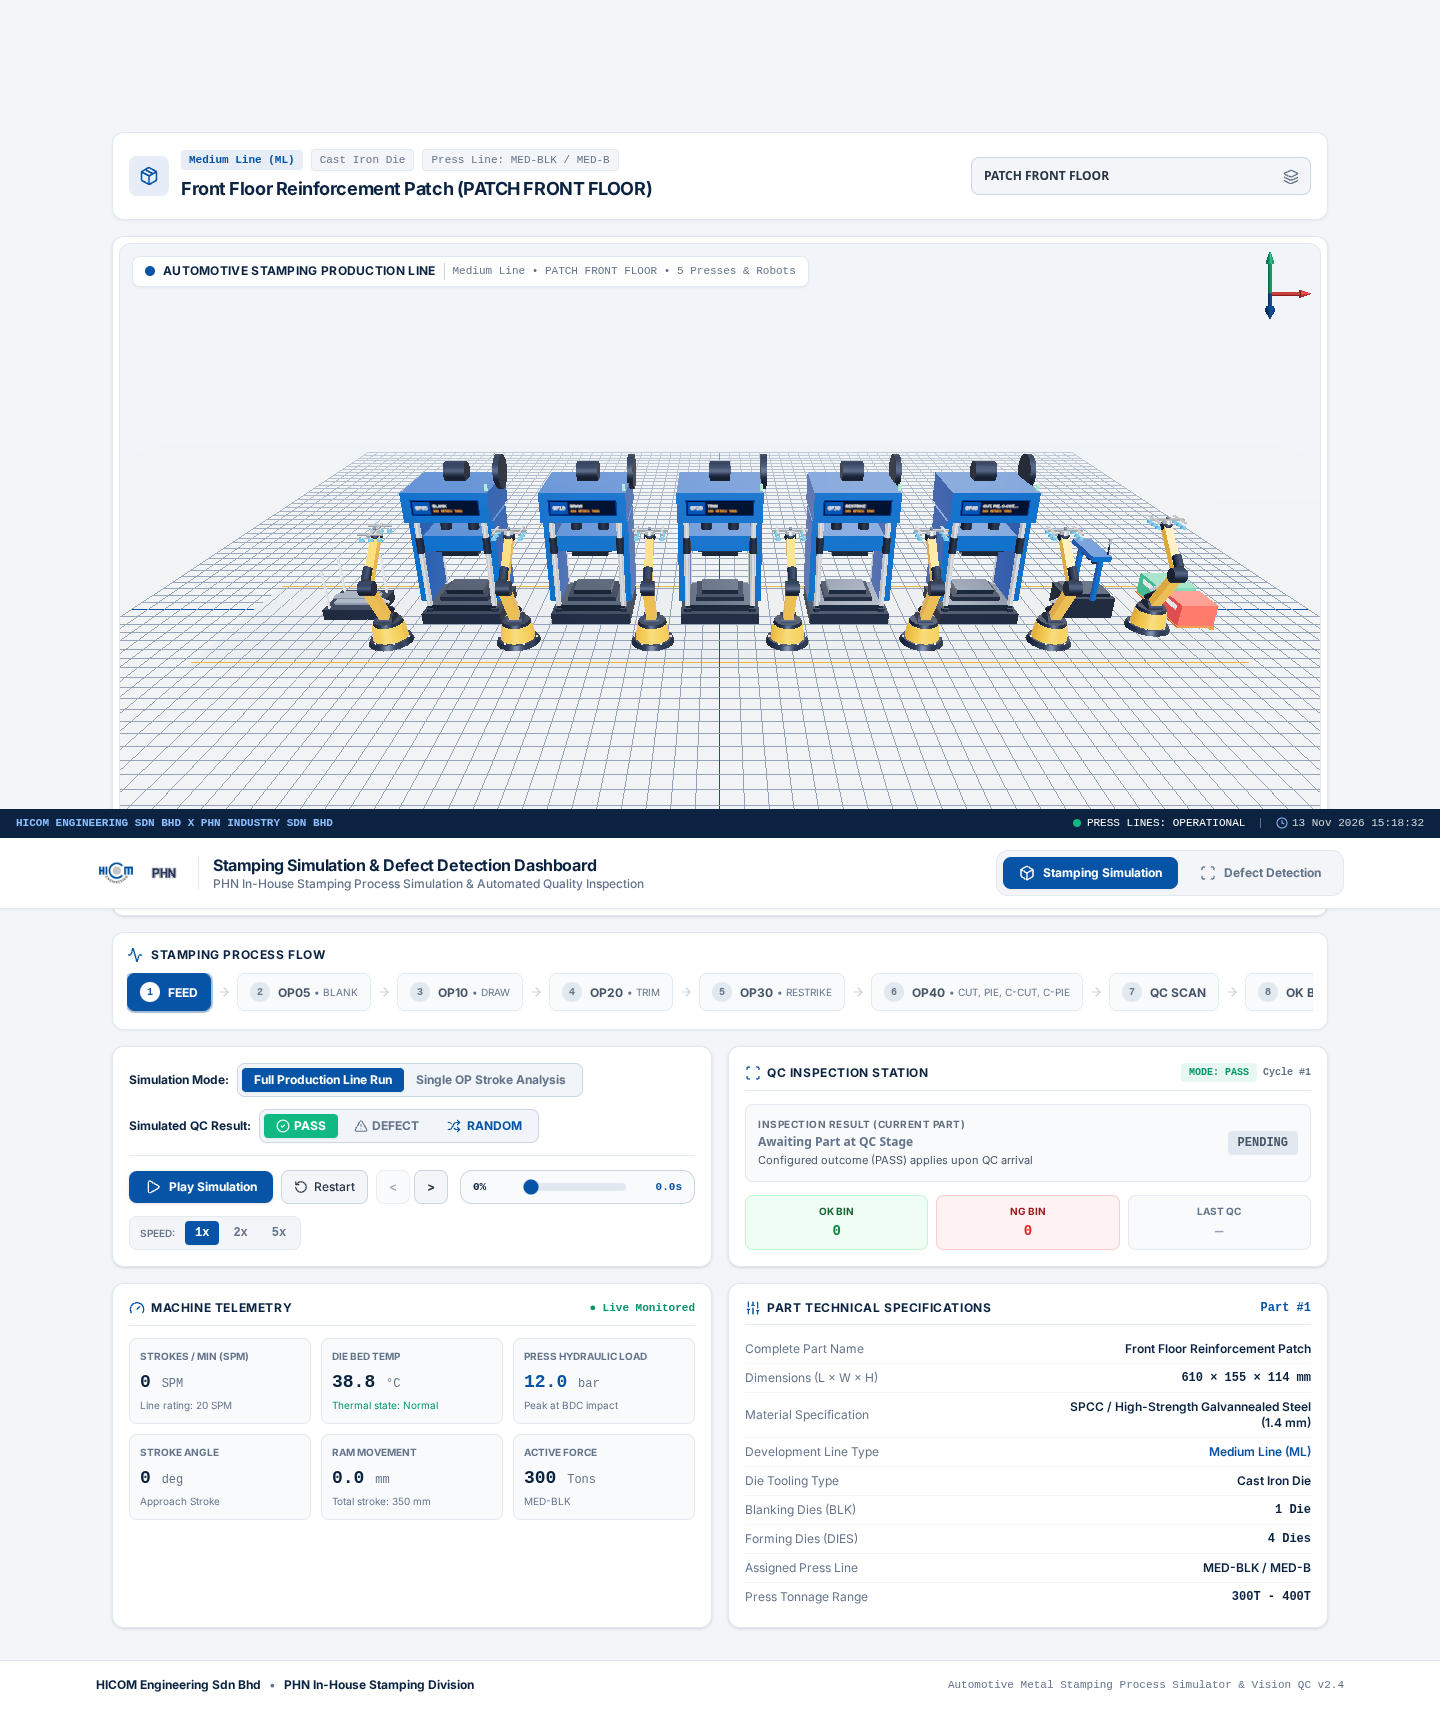 Medium Line (ML)
Cast Iron Die
Press Line: MED-BLK / MED-B
Front Floor Reinforcement Patch (PATCH FRONT FLOOR)
PATCH FRONT FLOOR
AUTOMOTIVE STAMPING PRODUCTION LINE
Medium Line • PATCH FRONT FLOOR • 5 Presses & Robots
OP05 BLANK
OP10 DRAW
OP20 TRIM
OP30 RESTRIKE
HICOM ENGINEERING SDN BHD X PHN INDUSTRY SDN BHD
PRESS LINES: OPERATIONAL | 13 Nov 2026 15:18:32
HICOM
PHN
Stamping Simulation & Defect Detection Dashboard
PHN In-House Stamping Process Simulation & Automated Quality Inspection
Stamping Simulation
Defect Detection
STAMPING PROCESS FLOW
1 FEED
2 OP05 • BLANK
3 OP10 • DRAW
4 OP20 • TRIM
5 OP30 • RESTRIKE
6 OP40 • CUT, PIE, C-CUT, C-PIE
7 QC SCAN
8 OK B
Simulation Mode: Full Production Line Run Single OP Stroke Analysis
Simulated QC Result: PASS DEFECT RANDOM
Play Simulation Restart < > 0% 0.0s
SPEED: 1x 2x 5x
QC INSPECTION STATION
MODE: PASS Cycle #1
INSPECTION RESULT (CURRENT PART)
Awaiting Part at QC Stage
Configured outcome (PASS) applies upon QC arrival
PENDING
OK BIN
0
NG BIN
0
LAST QC
—
MACHINE TELEMETRY
● Live Monitored
STROKES / MIN (SPM)
0 SPM
Line rating: 20 SPM
DIE BED TEMP
38.8 °C
Thermal state: Normal
PRESS HYDRAULIC LOAD
12.0 bar
Peak at BDC impact
STROKE ANGLE
0 deg
Approach Stroke
RAM MOVEMENT
0.0 mm
Total stroke: 350 mm
ACTIVE FORCE
300 Tons
MED-BLK
PART TECHNICAL SPECIFICATIONS
Part #1
Complete Part Name Front Floor Reinforcement Patch
Dimensions (L × W × H) 610 × 155 × 114 mm
Material Specification SPCC / High-Strength Galvannealed Steel
(1.4 mm)
Development Line Type Medium Line (ML)
Die Tooling Type Cast Iron Die
Blanking Dies (BLK) 1 Die
Forming Dies (DIES) 4 Dies
Assigned Press Line MED-BLK / MED-B
Press Tonnage Range 300T - 400T
HICOM Engineering Sdn Bhd • PHN In-House Stamping Division
Automotive Metal Stamping Process Simulator & Vision QC v2.4